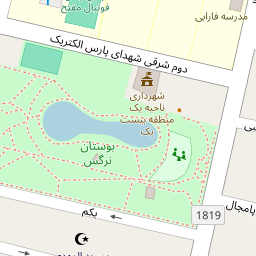 فوتبال مفتح
مدرسه فارابی
دوم شرقی شهدای پارس الکتریک
شهرداری
ناحیه یک
منطقه بیست
یک
بوستان
نرگس
پامچال
یکم
1819